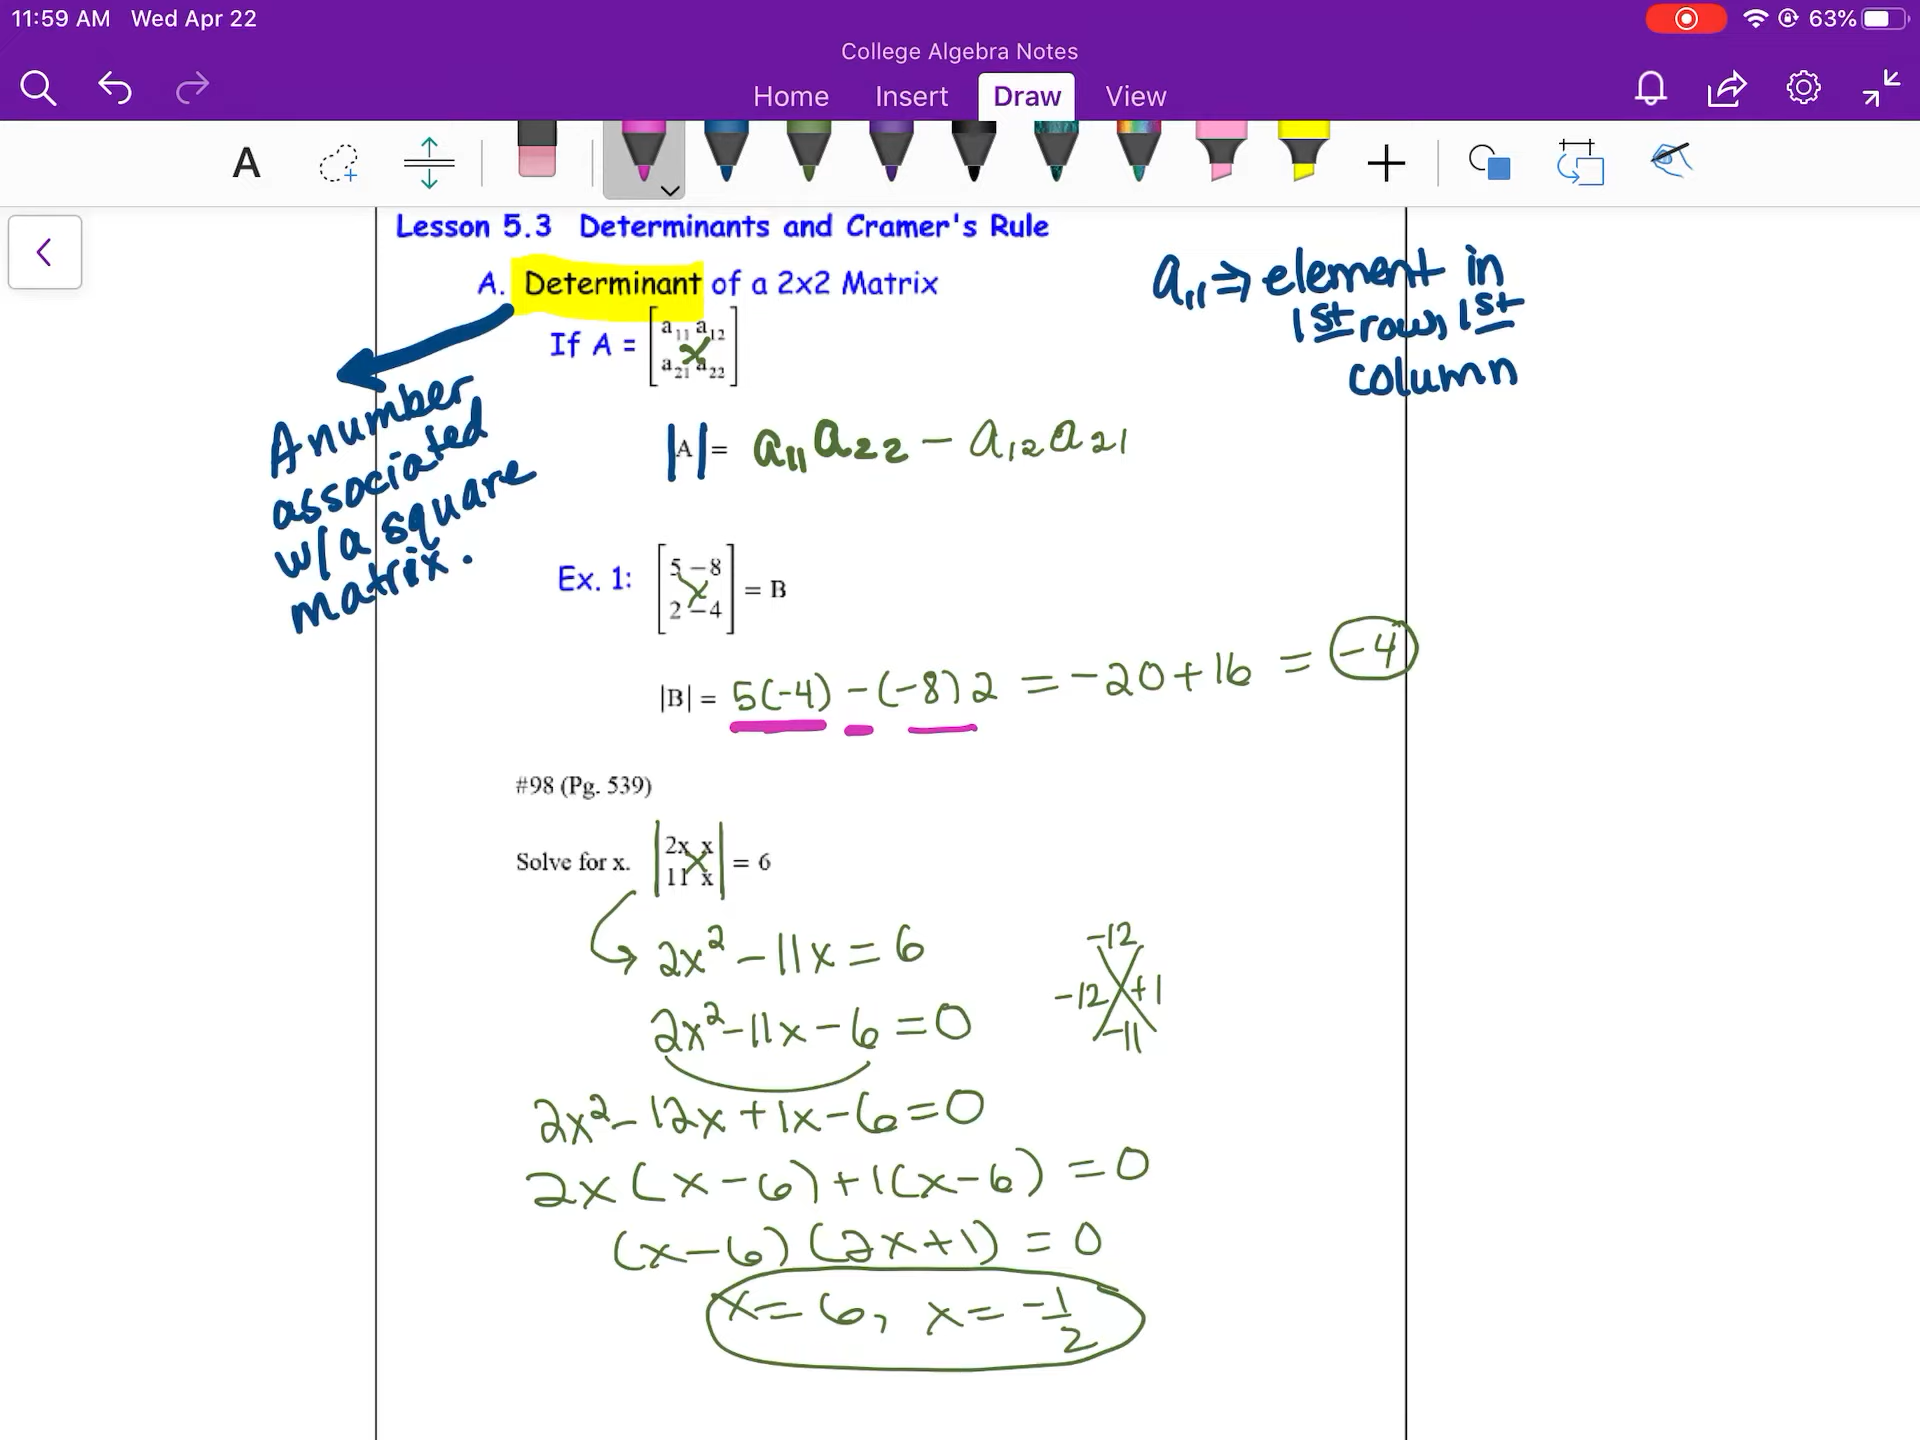 11:59 AM Wed Apr 22
63%
College Algebra Notes
Home Insert Draw View
A
Lesson 5.3 Determinants and Cramer's Rule
A. Determinant of a 2x2 Matrix
a₁₁ ⇒ element in
1st row, 1st
column
If A = [a₁₁ a₁₂
a₂₁ a₂₂]
A number
associated
w/a square
matrix.
|A| = a₁₁a₂₂ − a₁₂a₂₁
Ex. 1: [5 −8
2 −4] = B
|B| = 5(-4) - (-8)2 = -20+16 = -4
#98 (Pg. 539)
Solve for x. |2x x
11 x| = 6
2x² - 11x = 6
2x² - 11x - 6 = 0
-12
-12 +1
-11
2x² - 12x + 1x - 6 = 0
2x(x-6) + 1(x-6) = 0
(x-6)(2x+1) = 0
x = 6, x = -1/2